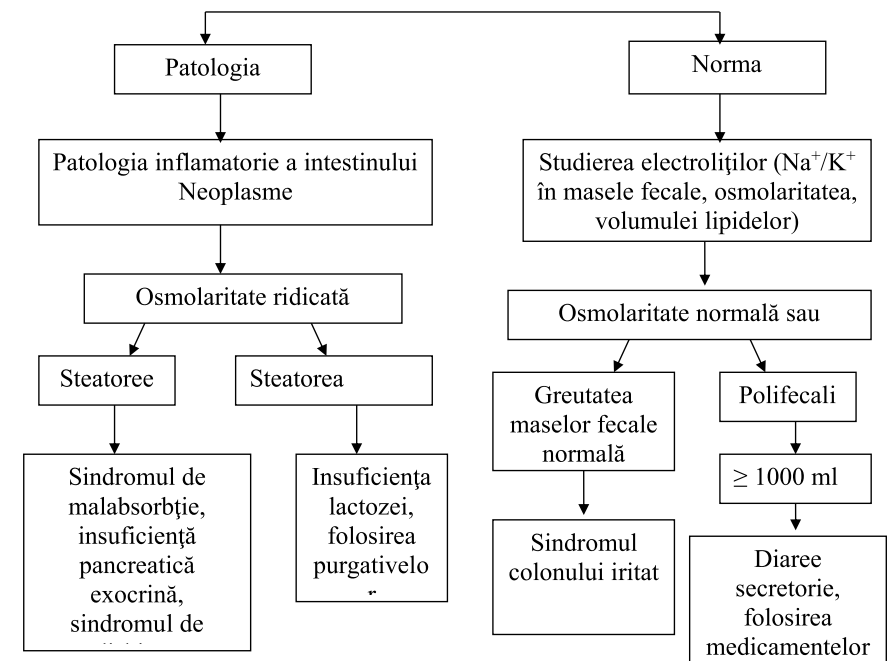 Patologia
Norma
Patologia inflamatorie a intestinului
Neoplasme
Studierea electroliţilor (Na⁺/K⁺
în masele fecale, osmolaritatea,
volumulei lipidelor)
Osmolaritate ridicată
Osmolaritate normală sau
Steatoree
Steatorea
Greutatea
maselor fecale
normală
Polifecali
≥ 1000 ml
Sindromul de
malabsorbţie,
insuficienţă
pancreatică
exocrină,
sindromul de
Insuficienţa
lactozei,
folosirea
purgativelo
r
Sindromul
colonului iritat
Diaree
secretorie,
folosirea
medicamentelor